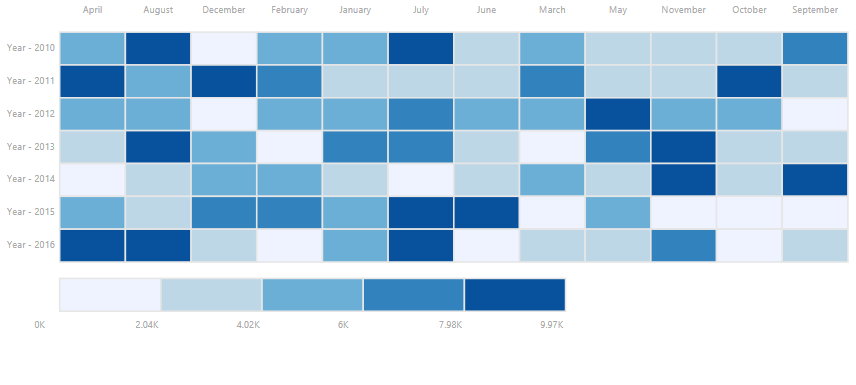 April August December February January July June March May November October September
Year - 2010
Year - 2011
Year - 2012
Year - 2013
Year - 2014
Year - 2015
Year - 2016
0K 2.04K 4.02K 6K 7.98K 9.97K